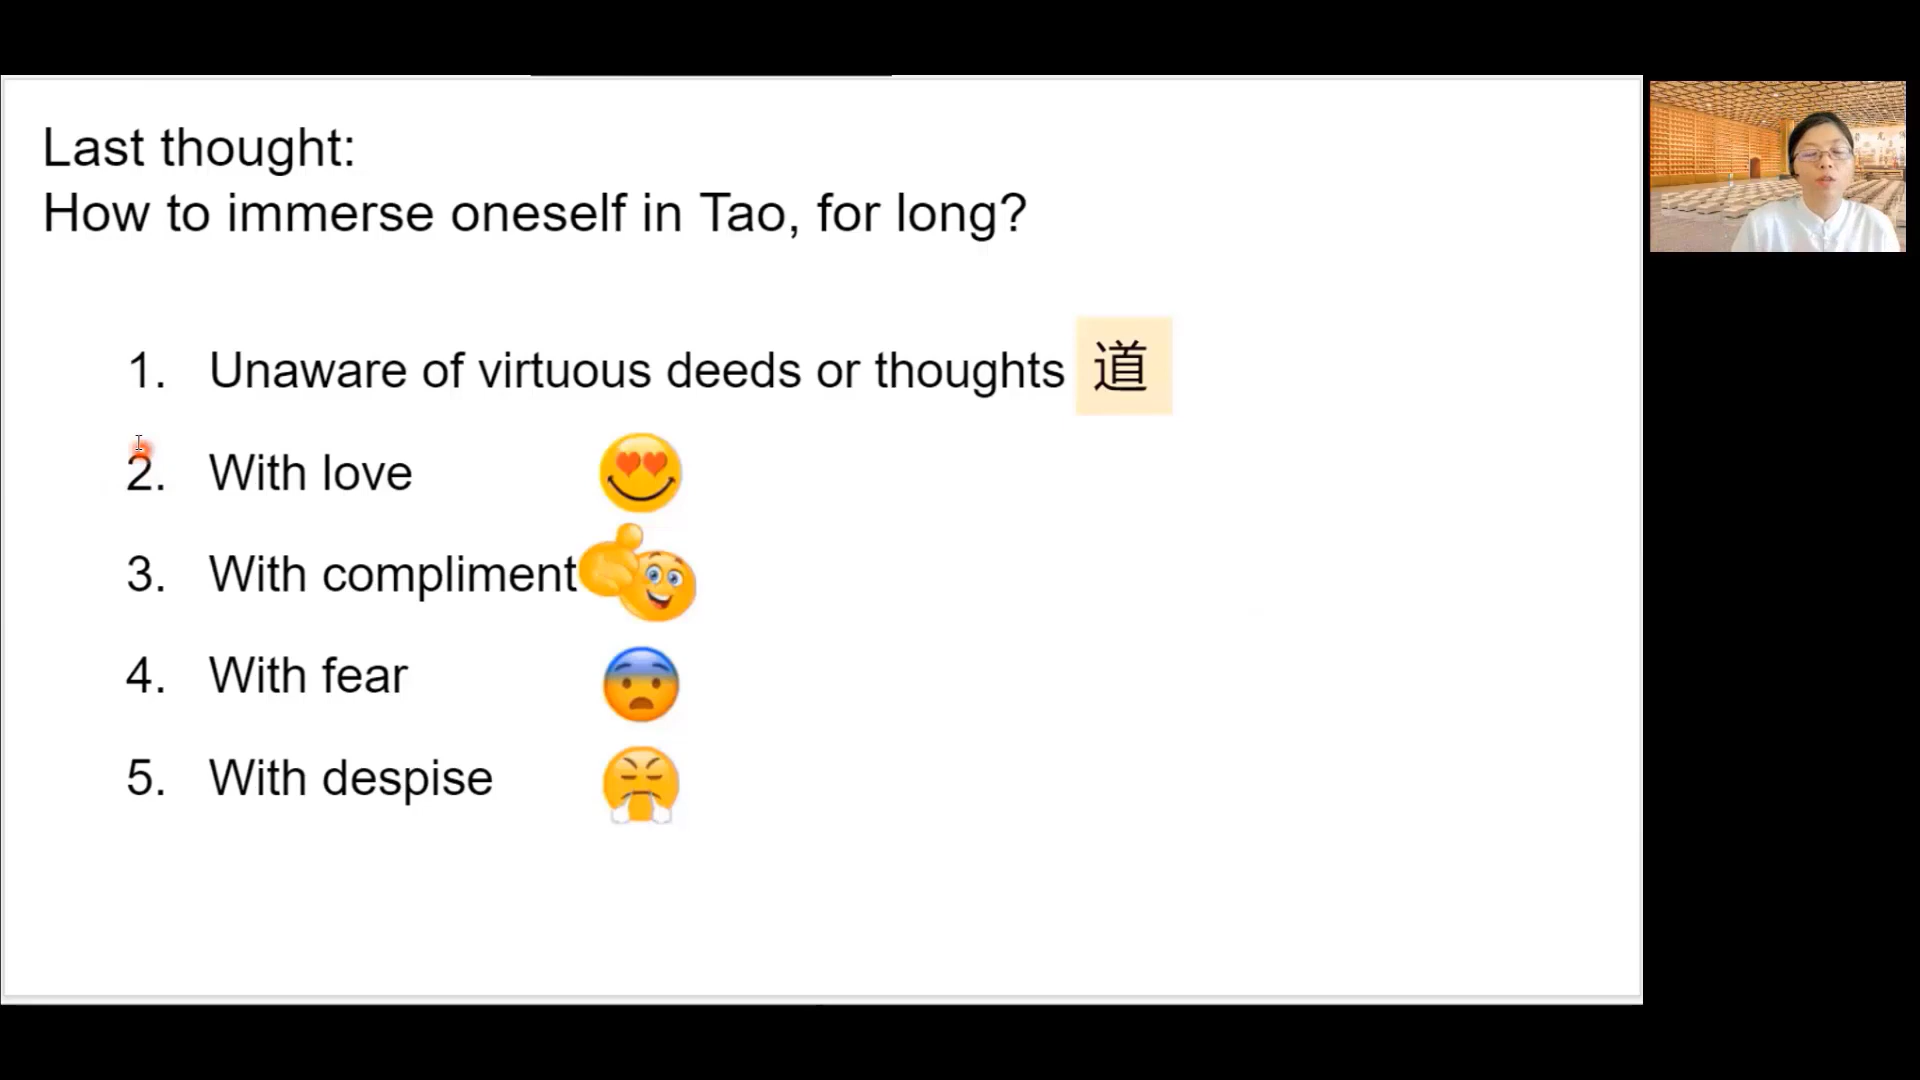 Last thought:
How to immerse oneself in Tao, for long?
1. Unaware of virtuous deeds or thoughts 道
2. With love
3. With compliment
4. With fear
5. With despise